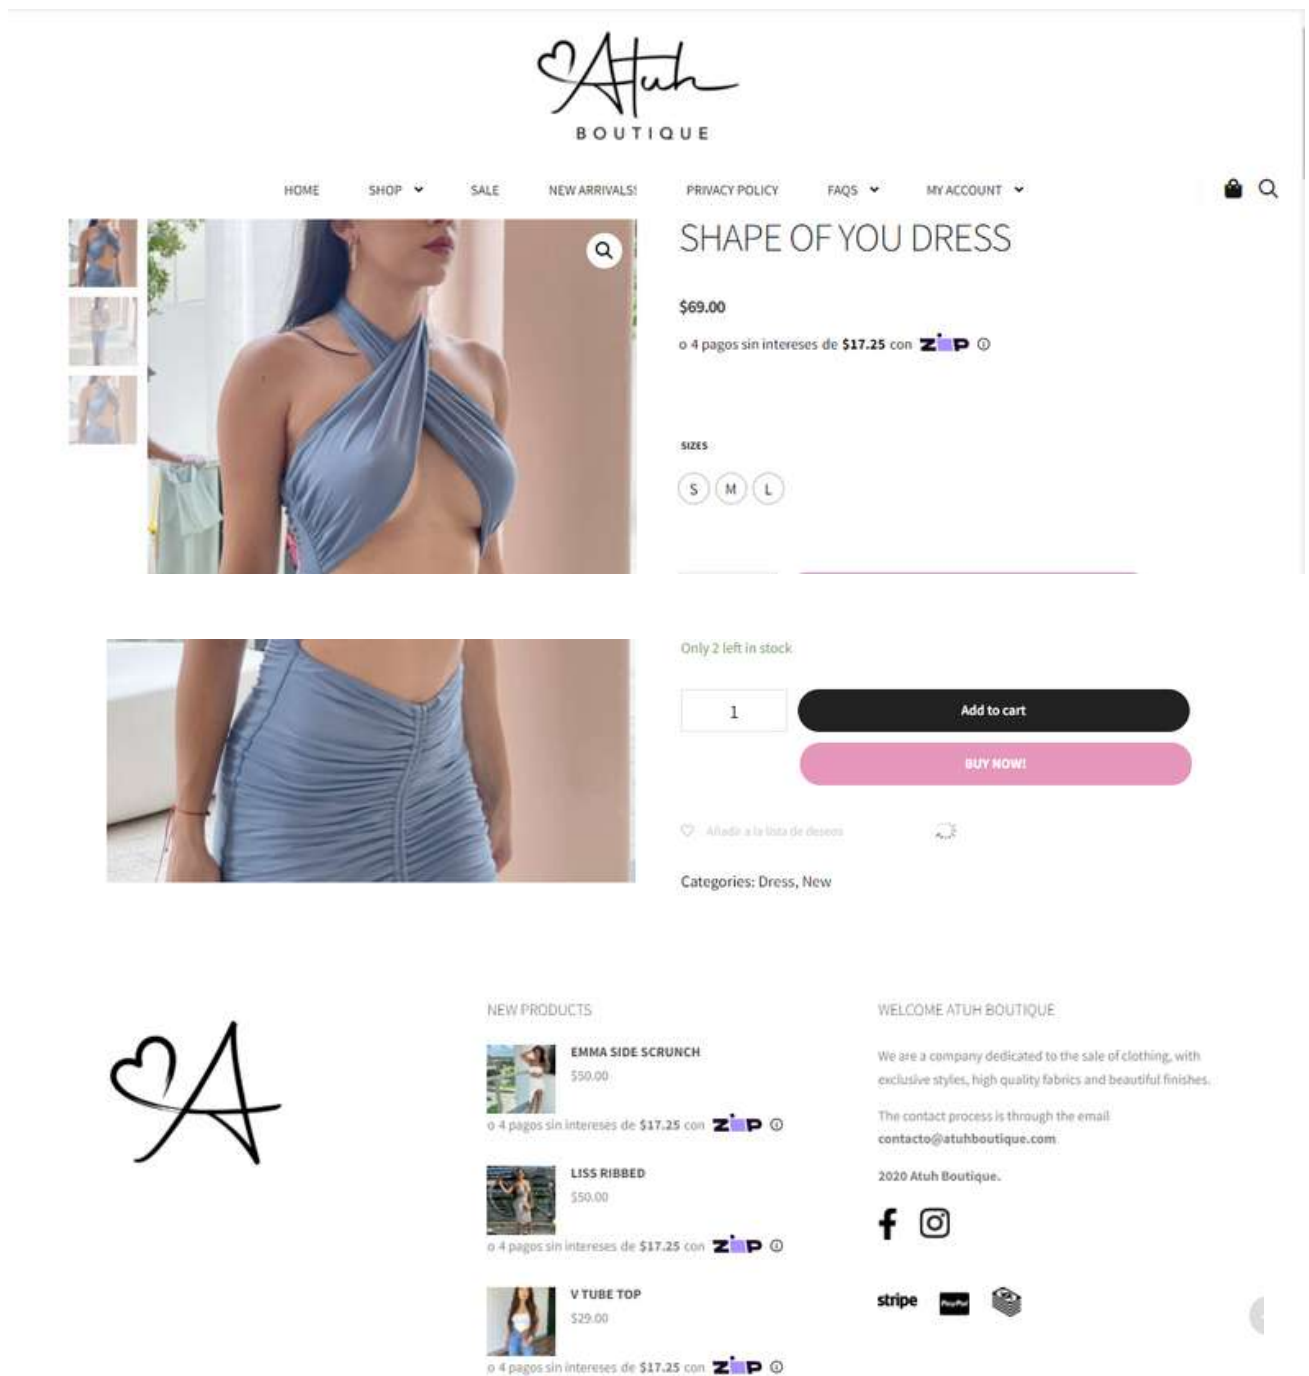 Atuh
BOUTIQUE
HOME SHOP SALE NEW ARRIVALS! PRIVACY POLICY FAQS MY ACCOUNT
SHAPE OF YOU DRESS
$69.00
o 4 pagos sin intereses de $17.25 con ZIP
SIZES
S M L
Only 2 left in stock
1 Add to cart
BUY NOW!
Añadir a la lista de deseos
Categories: Dress, New
A
NEW PRODUCTS
EMMA SIDE SCRUNCH
$50.00
o 4 pagos sin intereses de $17.25 con ZIP
LISS RIBBED
$50.00
o 4 pagos sin intereses de $17.25 con ZIP
V TUBE TOP
$29.00
o 4 pagos sin intereses de $17.25 con ZIP
WELCOME ATUH BOUTIQUE
We are a company dedicated to the sale of clothing, with
exclusive styles, high quality fabrics and beautiful finishes.
The contact process is through the email
contacto@atuhboutique.com
2020 Atuh Boutique.
stripe PayPal